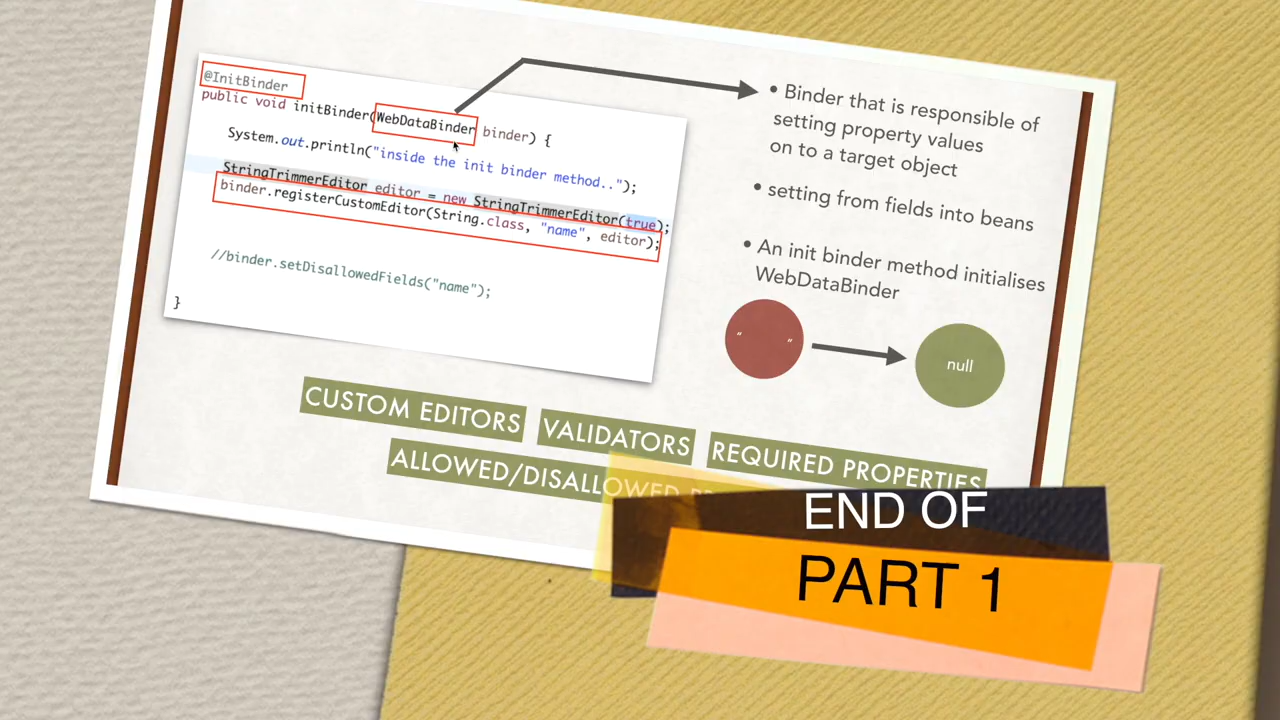 @InitBinder
public void initBinder(WebDataBinder binder) {
System.out.println("inside the init binder method..");
StringTrimmerEditor editor = new StringTrimmerEditor(true);
binder.registerCustomEditor(String.class, "name", editor);
//binder.setDisallowedFields("name");
}
• Binder that is responsible of
setting property values
on to a target object
• setting from fields into beans
• An init binder method initialises
WebDataBinder
“ “
null
CUSTOM EDITORS VALIDATORS REQUIRED PROPERTIES
ALLOWED/DISALLOWED
END OF
PART 1